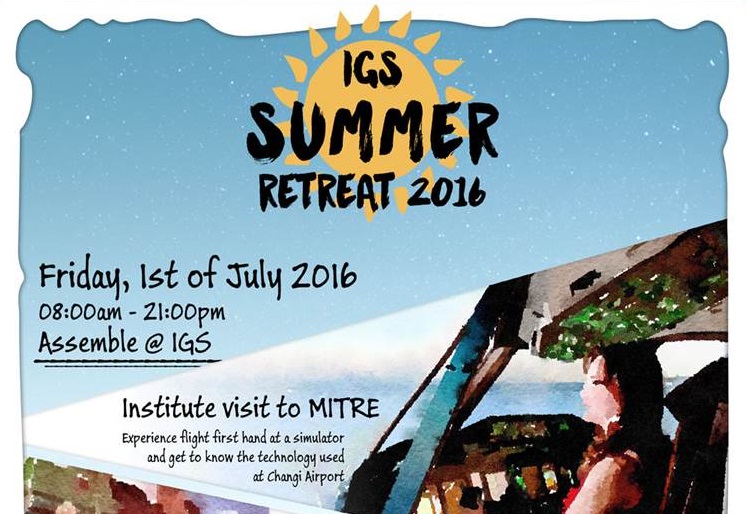 IGS
SUMMER
RETREAT 2016
Friday, 1st of July 2016
08:00am - 21:00pm
Assemble @ IGS
Institute visit to MITRE
Experience flight first hand at a simulator
and get to know the technology used
at Changi Airport